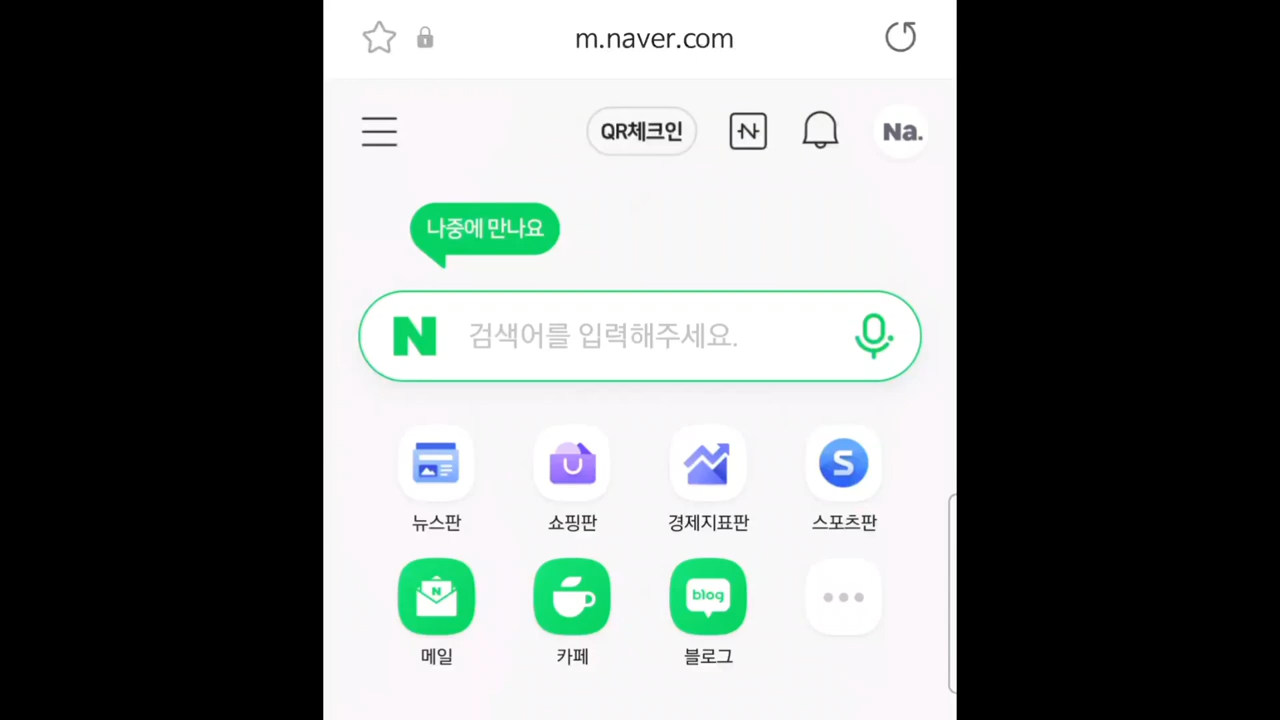 m.naver.com
QR체크인
N
Na.
나중에 만나요
N 검색어를 입력해주세요.
S
뉴스판 쇼핑판 경제지표판 스포츠판
N
blog
메일 카페 블로그